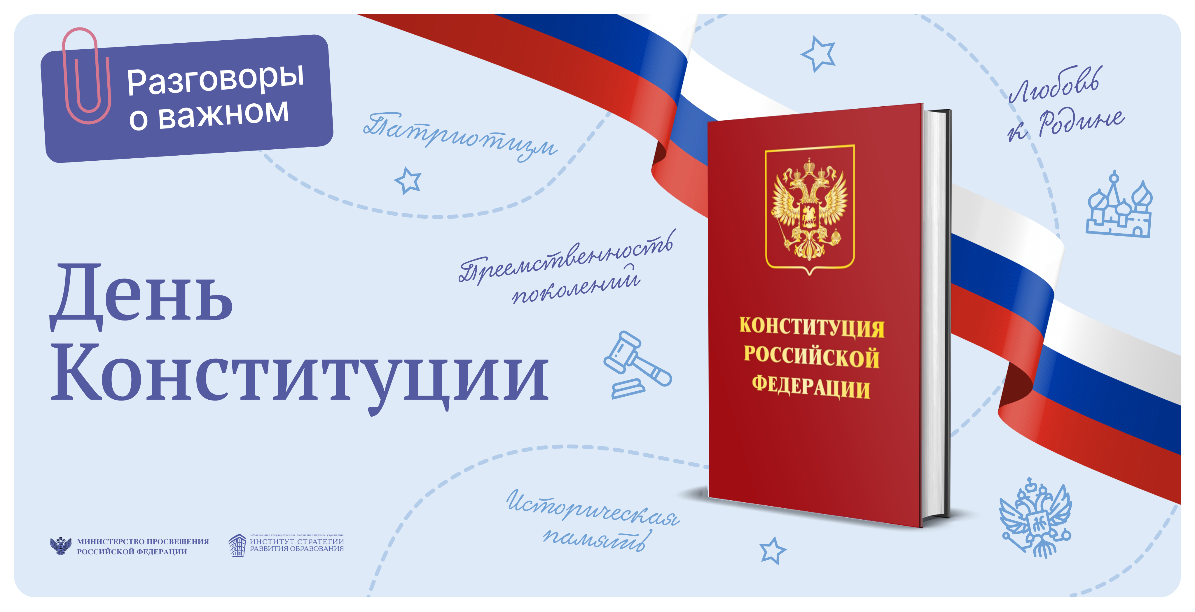 Разговоры
о важном
Патриотизм
Любовь
к Родине
Преемственность
поколений
День
Конституции
КОНСТИТУЦИЯ
РОССИЙСКОЙ
ФЕДЕРАЦИИ
Историческая
память
МИНИСТЕРСТВО ПРОСВЕЩЕНИЯ
РОССИЙСКОЙ ФЕДЕРАЦИИ
ИНСТИТУТ СТРАТЕГИИ
РАЗВИТИЯ ОБРАЗОВАНИЯ